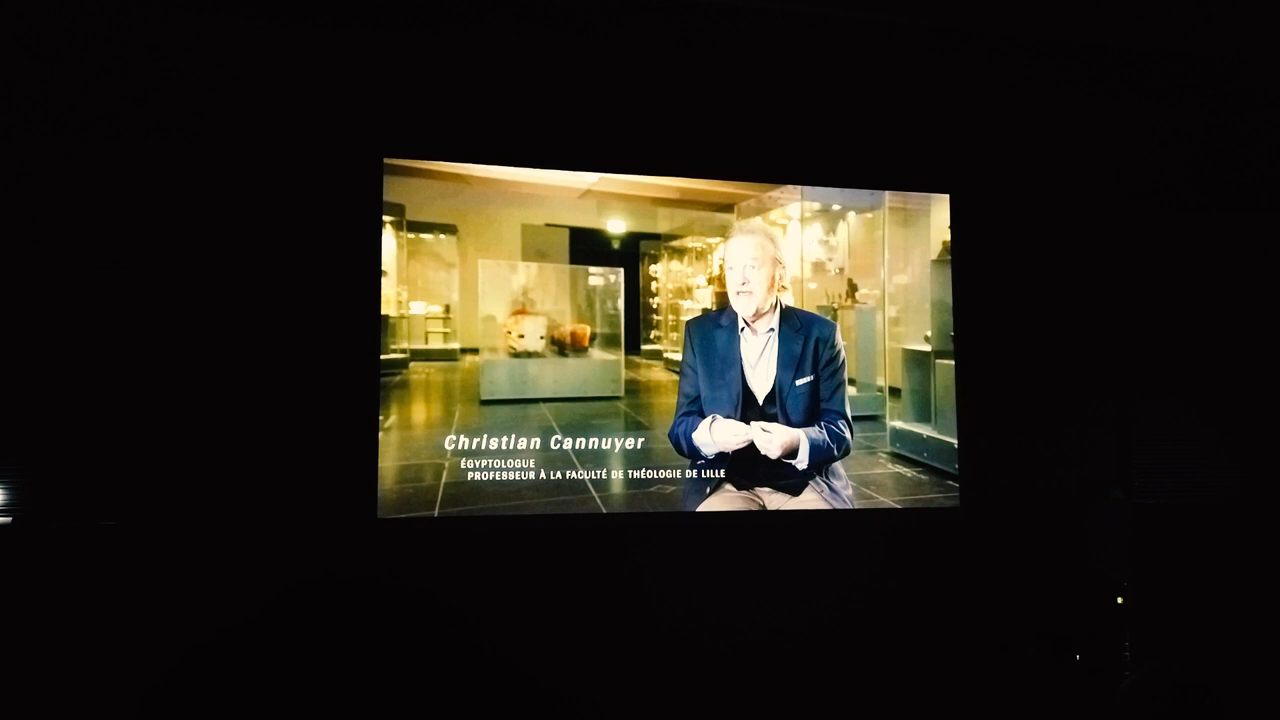 Christian Cannuyer
ÉGYPTOLOGUE
PROFESSEUR À LA FACULTÉ DE THÉOLOGIE DE LILLE